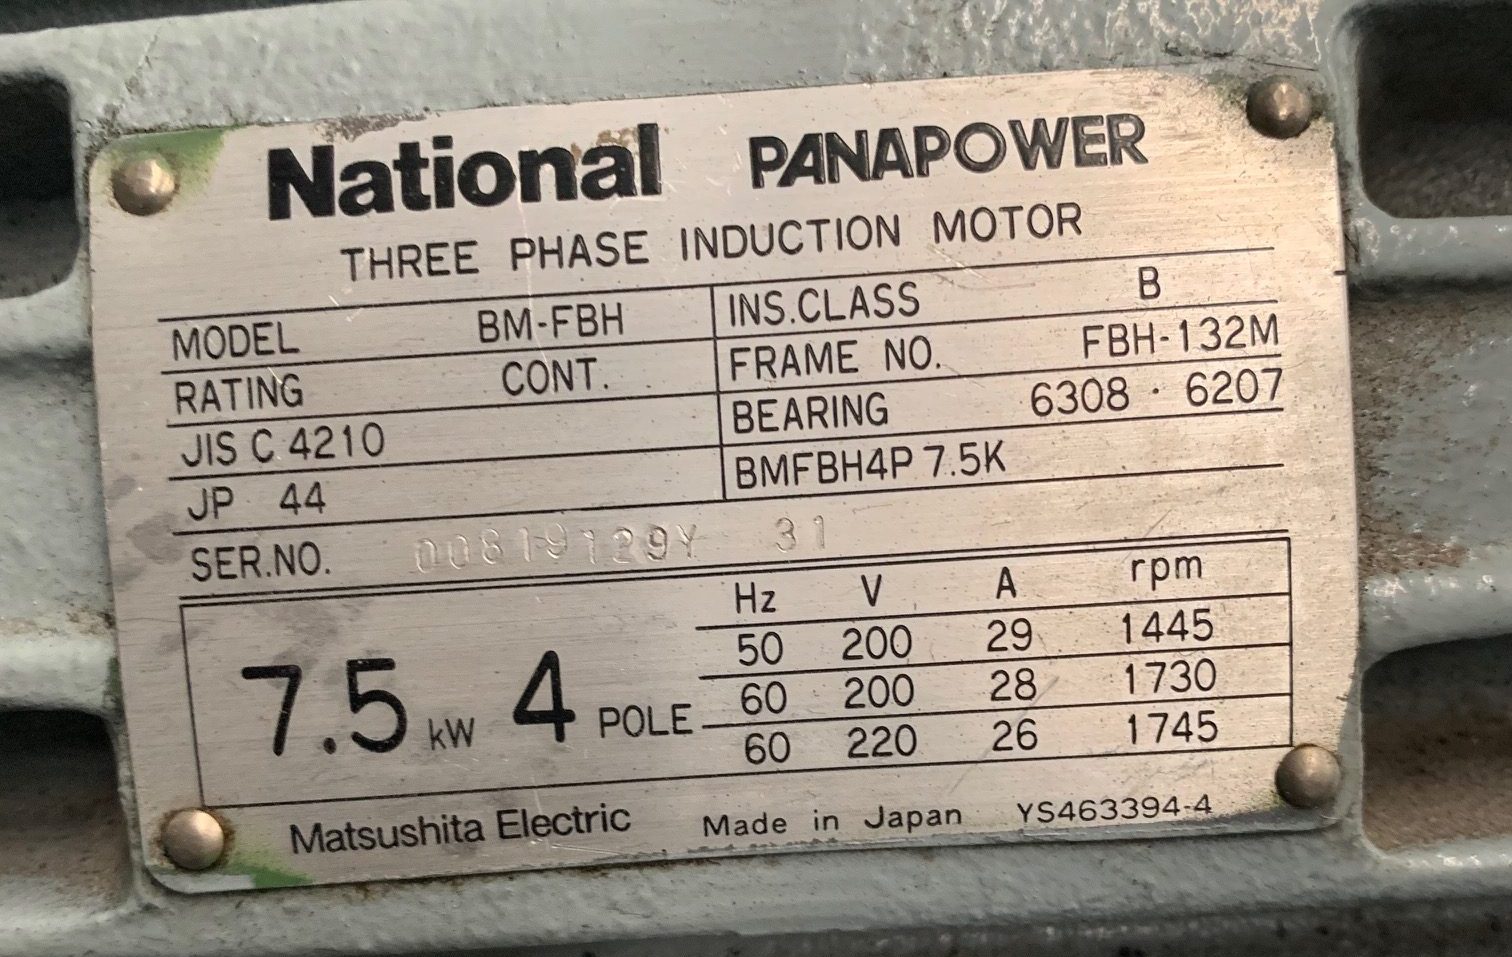 National PANAPOWER
THREE PHASE INDUCTION MOTOR
MODEL BM-FBH INS.CLASS B
RATING CONT. FRAME NO. FBH-132M
JIS C 4210 BEARING 6308 · 6207
JP 44 BMFBH4P 7.5K
SER.NO. 00819129Y 31
Hz V A rpm
50 200 29 1445
7.5 kW 4 POLE 60 200 28 1730
60 220 26 1745
Matsushita Electric Made in Japan YS463394-4